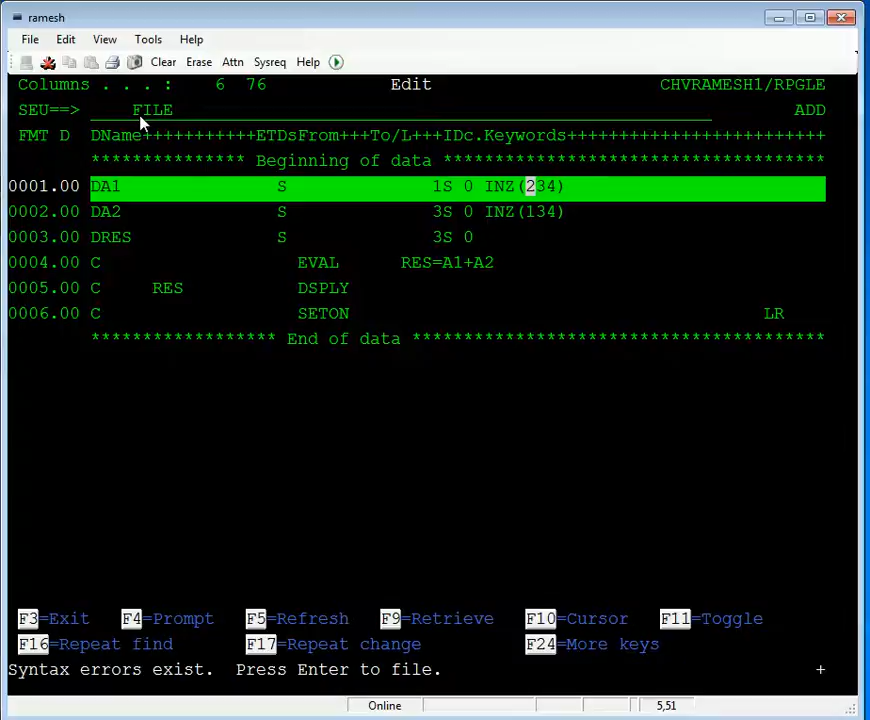 ramesh
File Edit View Tools Help
Clear Erase Attn Sysreq Help
Columns . . . : 6 76 Edit CHVRAMESH1/RPGLE
SEU==> FILE ADD
FMT D DName+++++++++++ETDsFrom+++To/L+++IDc.Keywords+++++++++++++++++++++++++
*************** Beginning of data *************************************
0001.00 DA1 S 1S 0 INZ(234)
0002.00 DA2 S 3S 0 INZ(134)
0003.00 DRES S 3S 0
0004.00 C EVAL RES=A1+A2
0005.00 C RES DSPLY
0006.00 C SETON LR
****************** End of data ****************************************
F3=Exit F4=Prompt F5=Refresh F9=Retrieve F10=Cursor F11=Toggle
F16=Repeat find F17=Repeat change F24=More keys
Syntax errors exist. Press Enter to file. +
Online 5,51